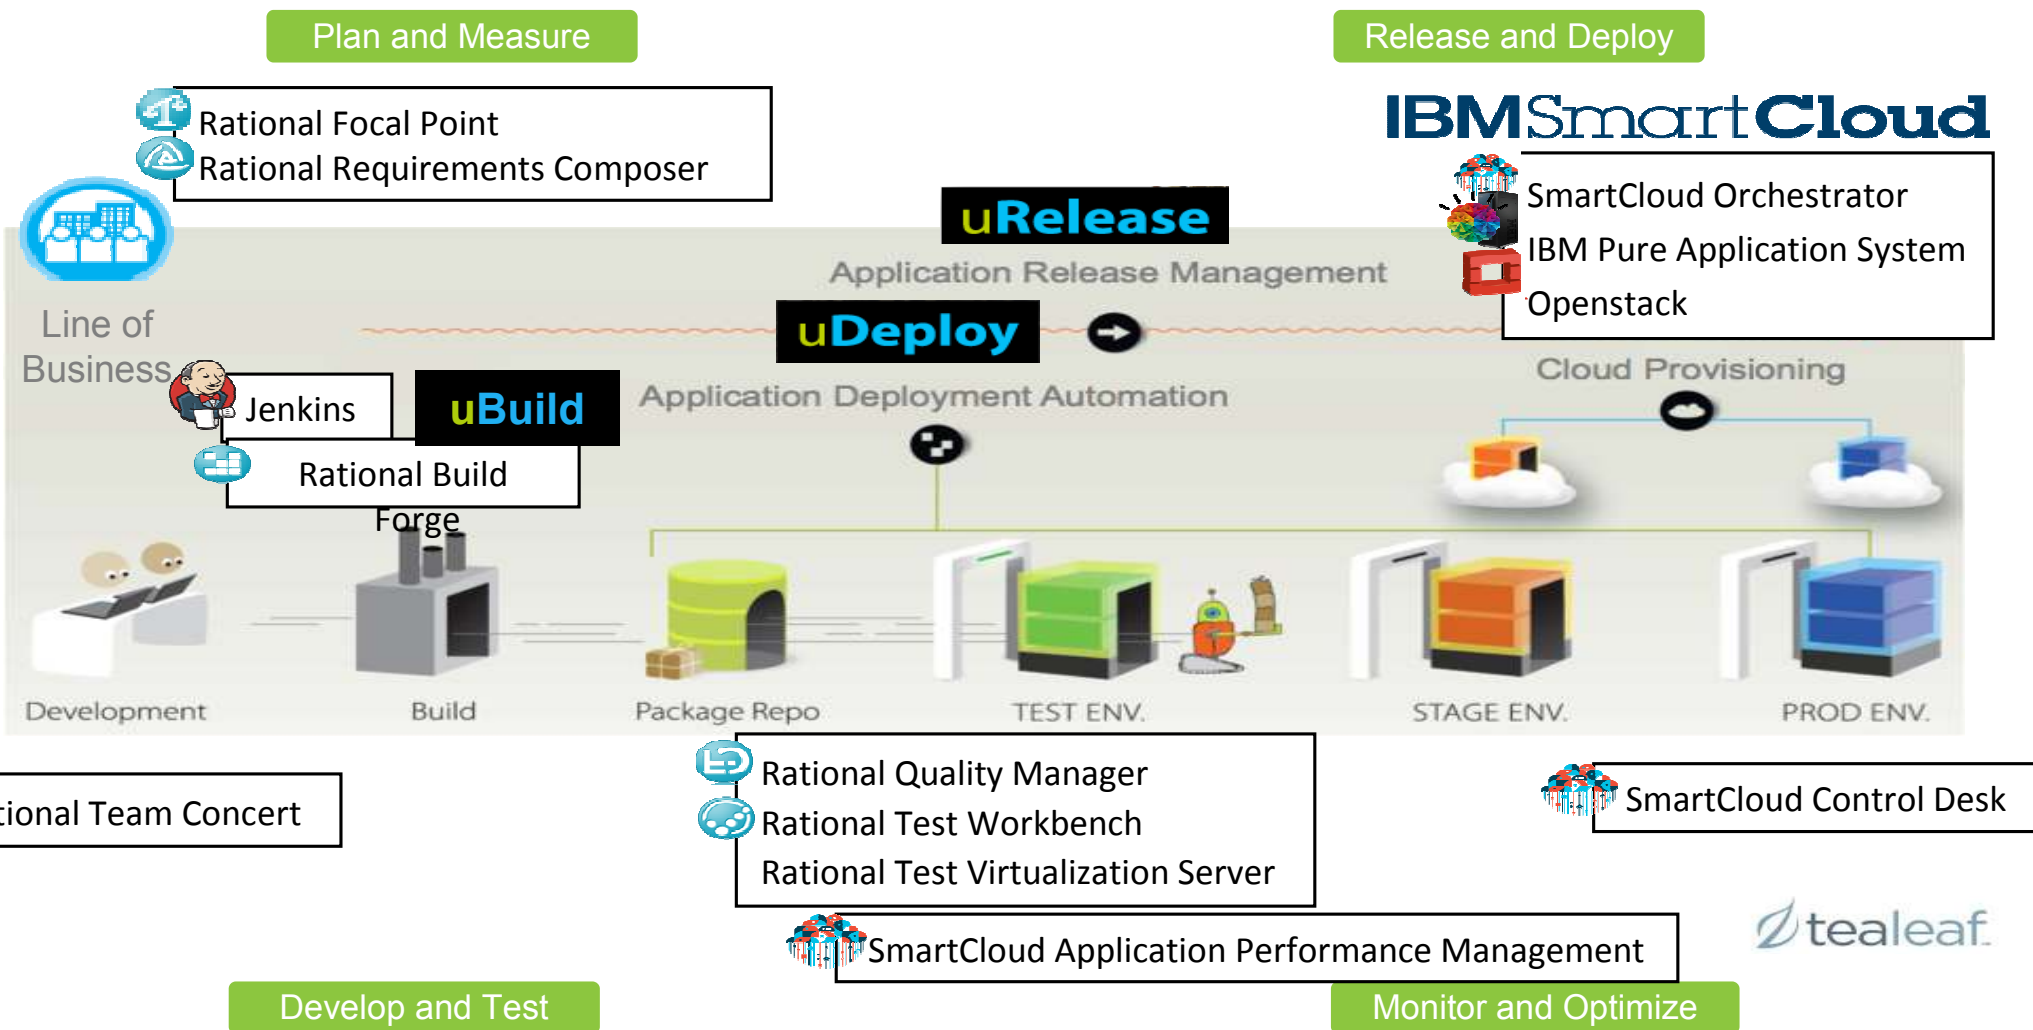 Plan and Measure
Release and Deploy
Rational Focal Point
Rational Requirements Composer
IBMSmartCloud
SmartCloud Orchestrator
IBM Pure Application System
Openstack
uRelease
Application Release Management
Line of
Business
uDeploy
Cloud Provisioning
Jenkins
uBuild
Application Deployment Automation
Rational Build
Forge
Development
Build
Package Repo
TEST ENV.
STAGE ENV.
PROD ENV.
tional Team Concert
Rational Quality Manager
Rational Test Workbench
Rational Test Virtualization Server
SmartCloud Control Desk
SmartCloud Application Performance Management
tealeaf
Develop and Test
Monitor and Optimize